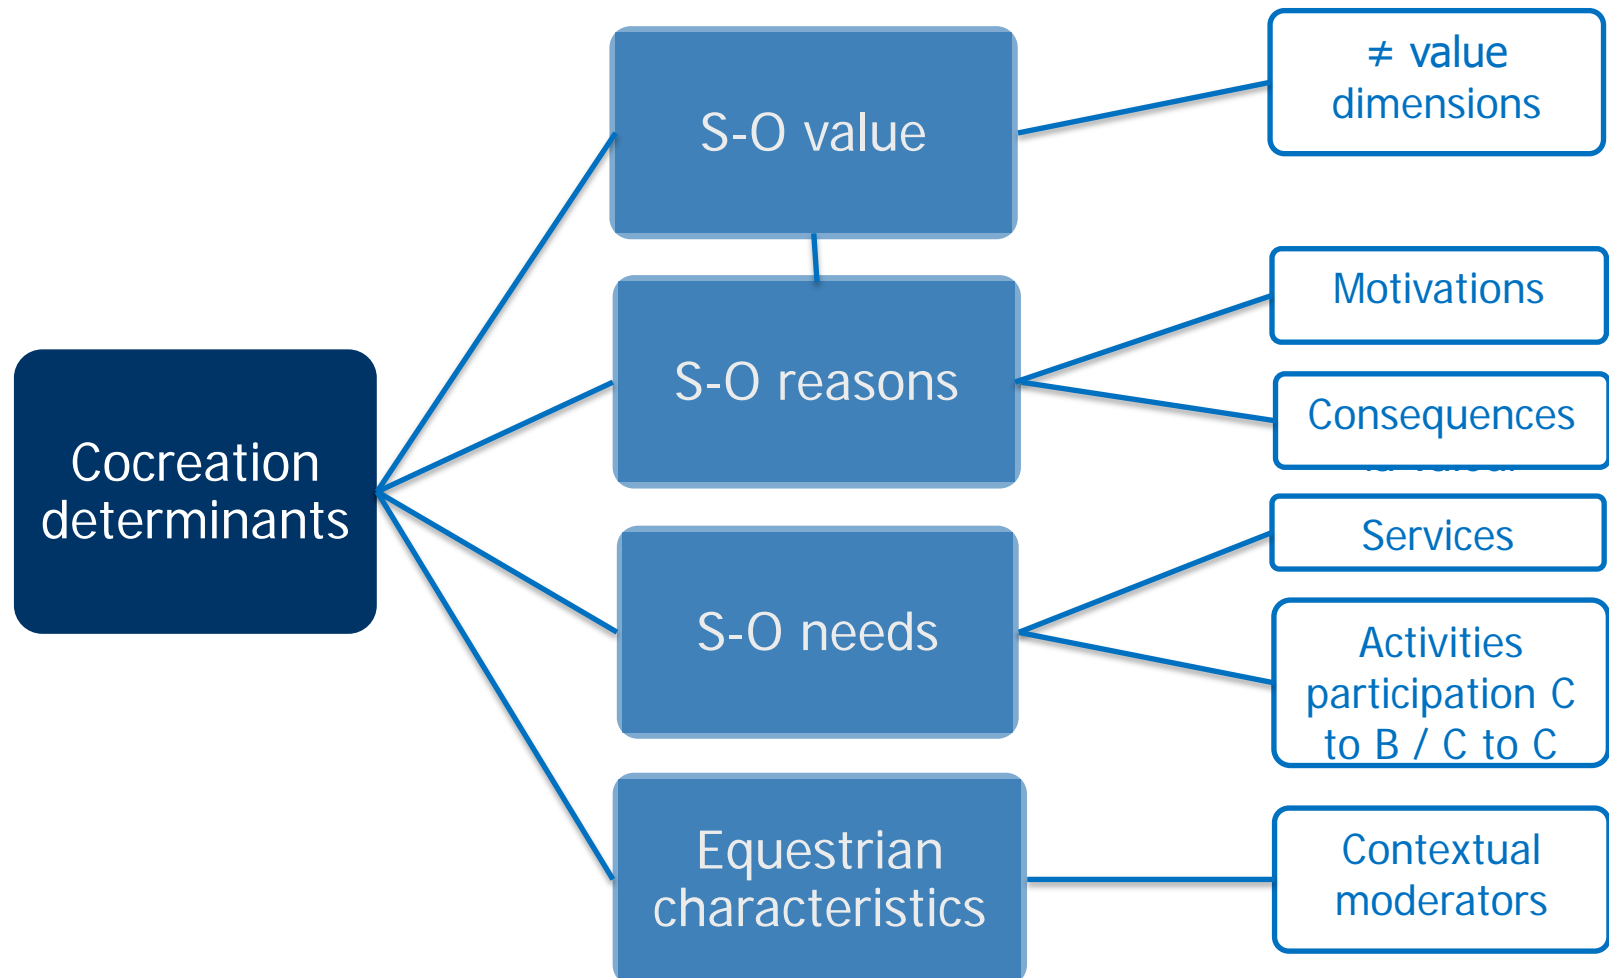 Cocreation
determinants
S-O value
≠ value
dimensions
S-O reasons
Motivations
Consequences
S-O needs
Services
Activities
participation C
to B / C to C
Equestrian
characteristics
Contextual
moderators